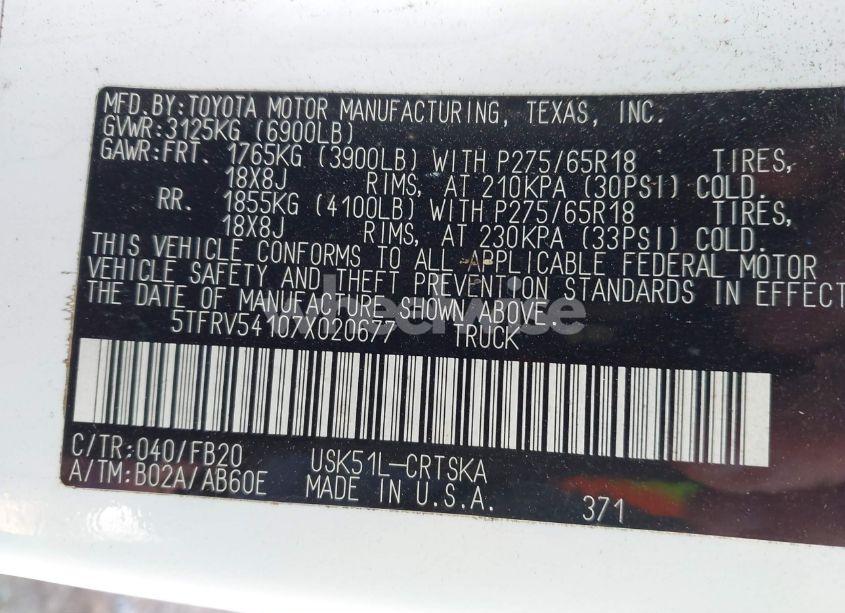 MFD.BY:TOYOTA MOTOR MANUFACTURING, TEXAS, INC.
GVWR:3125KG (6900LB)
GAWR:FRT. 1765KG (3900LB) WITH P275/65R18 TIRES,
18X8J RIMS, AT 210KPA (30PSI) COLD.
RR. 1855KG (4100LB) WITH P275/65R18 TIRES,
18X8J RIMS, AT 230KPA (33PSI) COLD.
THIS VEHICLE CONFORMS TO ALL APPLICABLE FEDERAL MOTOR
VEHICLE SAFETY AND THEFT PREVENTION STANDARDS IN EFFECT
THE DATE OF MANUFACTURE SHOWN ABOVE.
5TFRV54107X020677 TRUCK
C/TR:040/FB20 USK51L-CRTSKA
A/TM:B02A/AB60E MADE IN U.S.A.
371